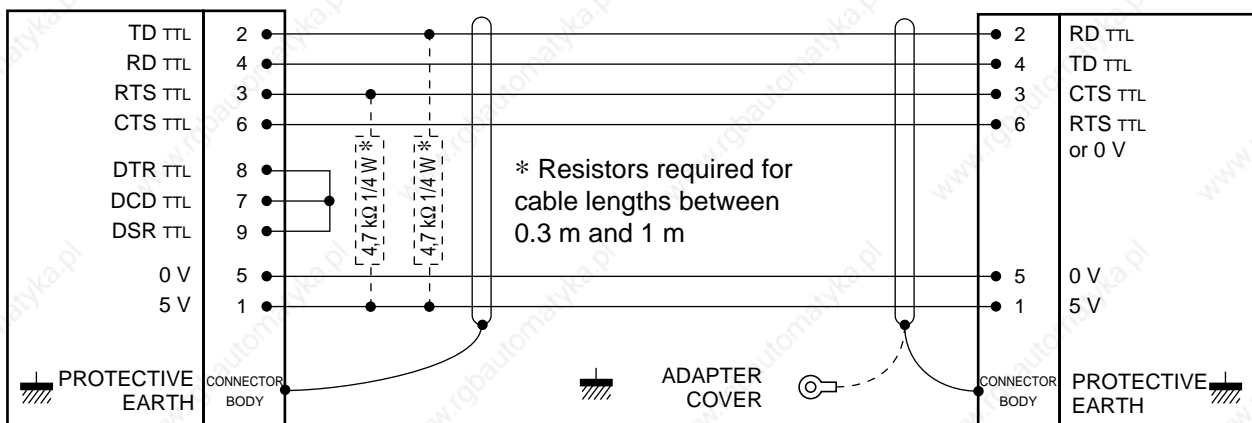 TD TTL 2
RD TTL 4
RTS TTL 3
CTS TTL 6
DTR TTL 8
DCD TTL 7
DSR TTL 9
0 V 5
5 V 1
PROTECTIVE
EARTH
CONNECTOR
BODY
4,7 kΩ 1/4 W *
4,7 kΩ 1/4 W *
* Resistors required for
cable lengths between
0.3 m and 1 m
ADAPTER
COVER
2 RD TTL
4 TD TTL
3 CTS TTL
6 RTS TTL
or 0 V
5 0 V
1 5 V
CONNECTOR
BODY
PROTECTIVE
EARTH
www.rgbautomatyka.pl